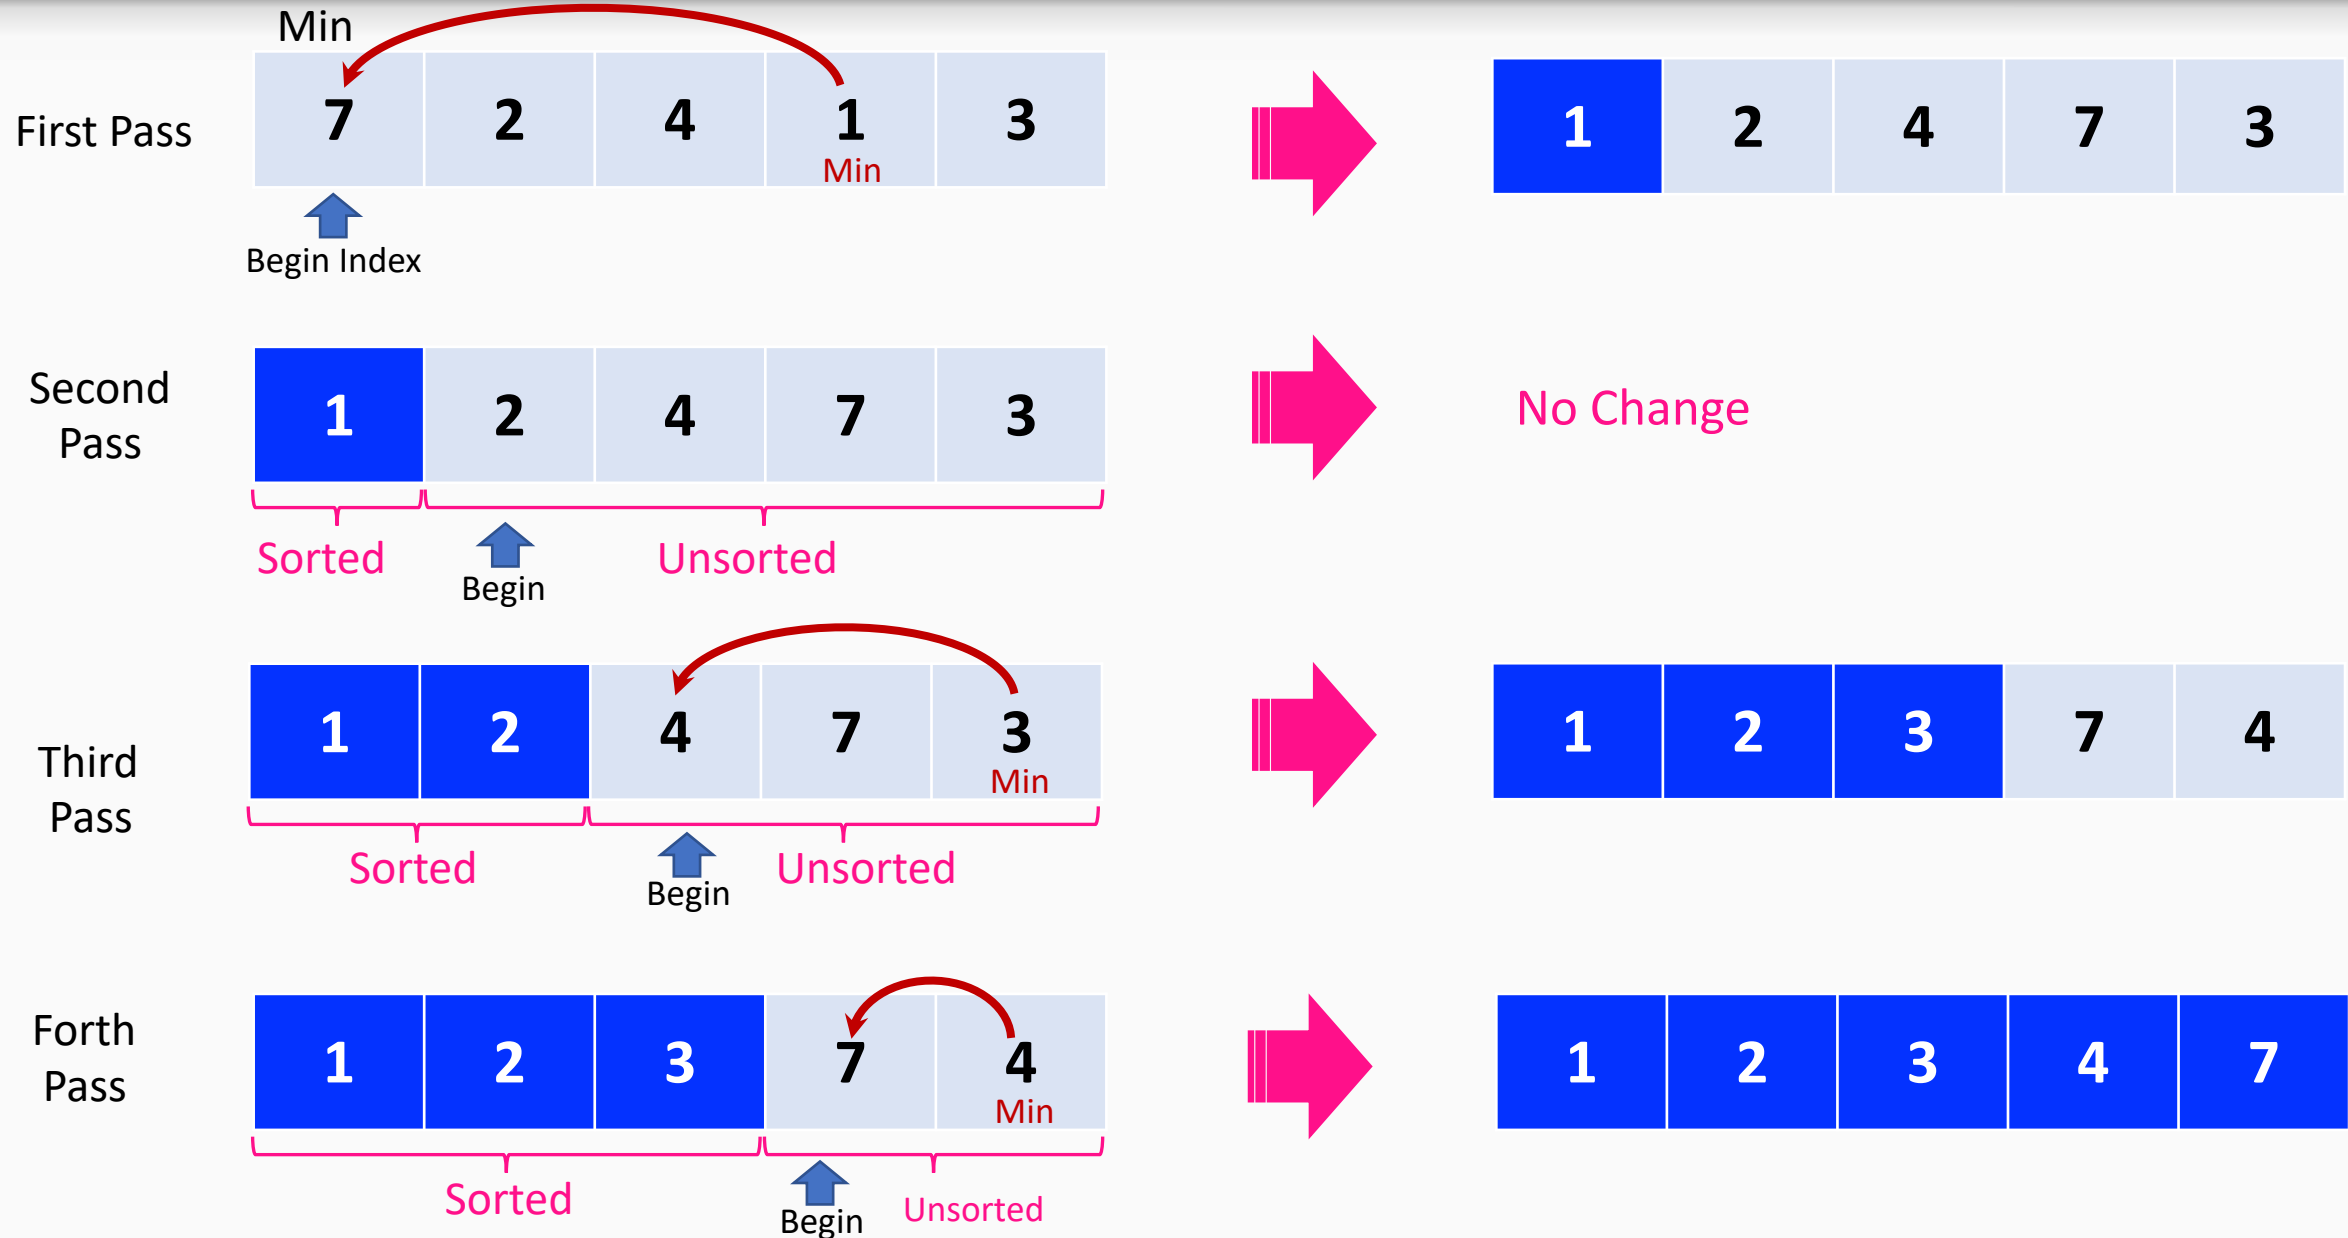 Min
First Pass
7 2 4 1 3
Min
Begin Index
1 2 4 7 3
Second
Pass
1 2 4 7 3
Sorted
Unsorted
Begin
No Change
Third
Pass
1 2 4 7 3
Min
Sorted
Unsorted
Begin
1 2 3 7 4
Forth
Pass
1 2 3 7 4
Min
Sorted
Unsorted
Begin
1 2 3 4 7